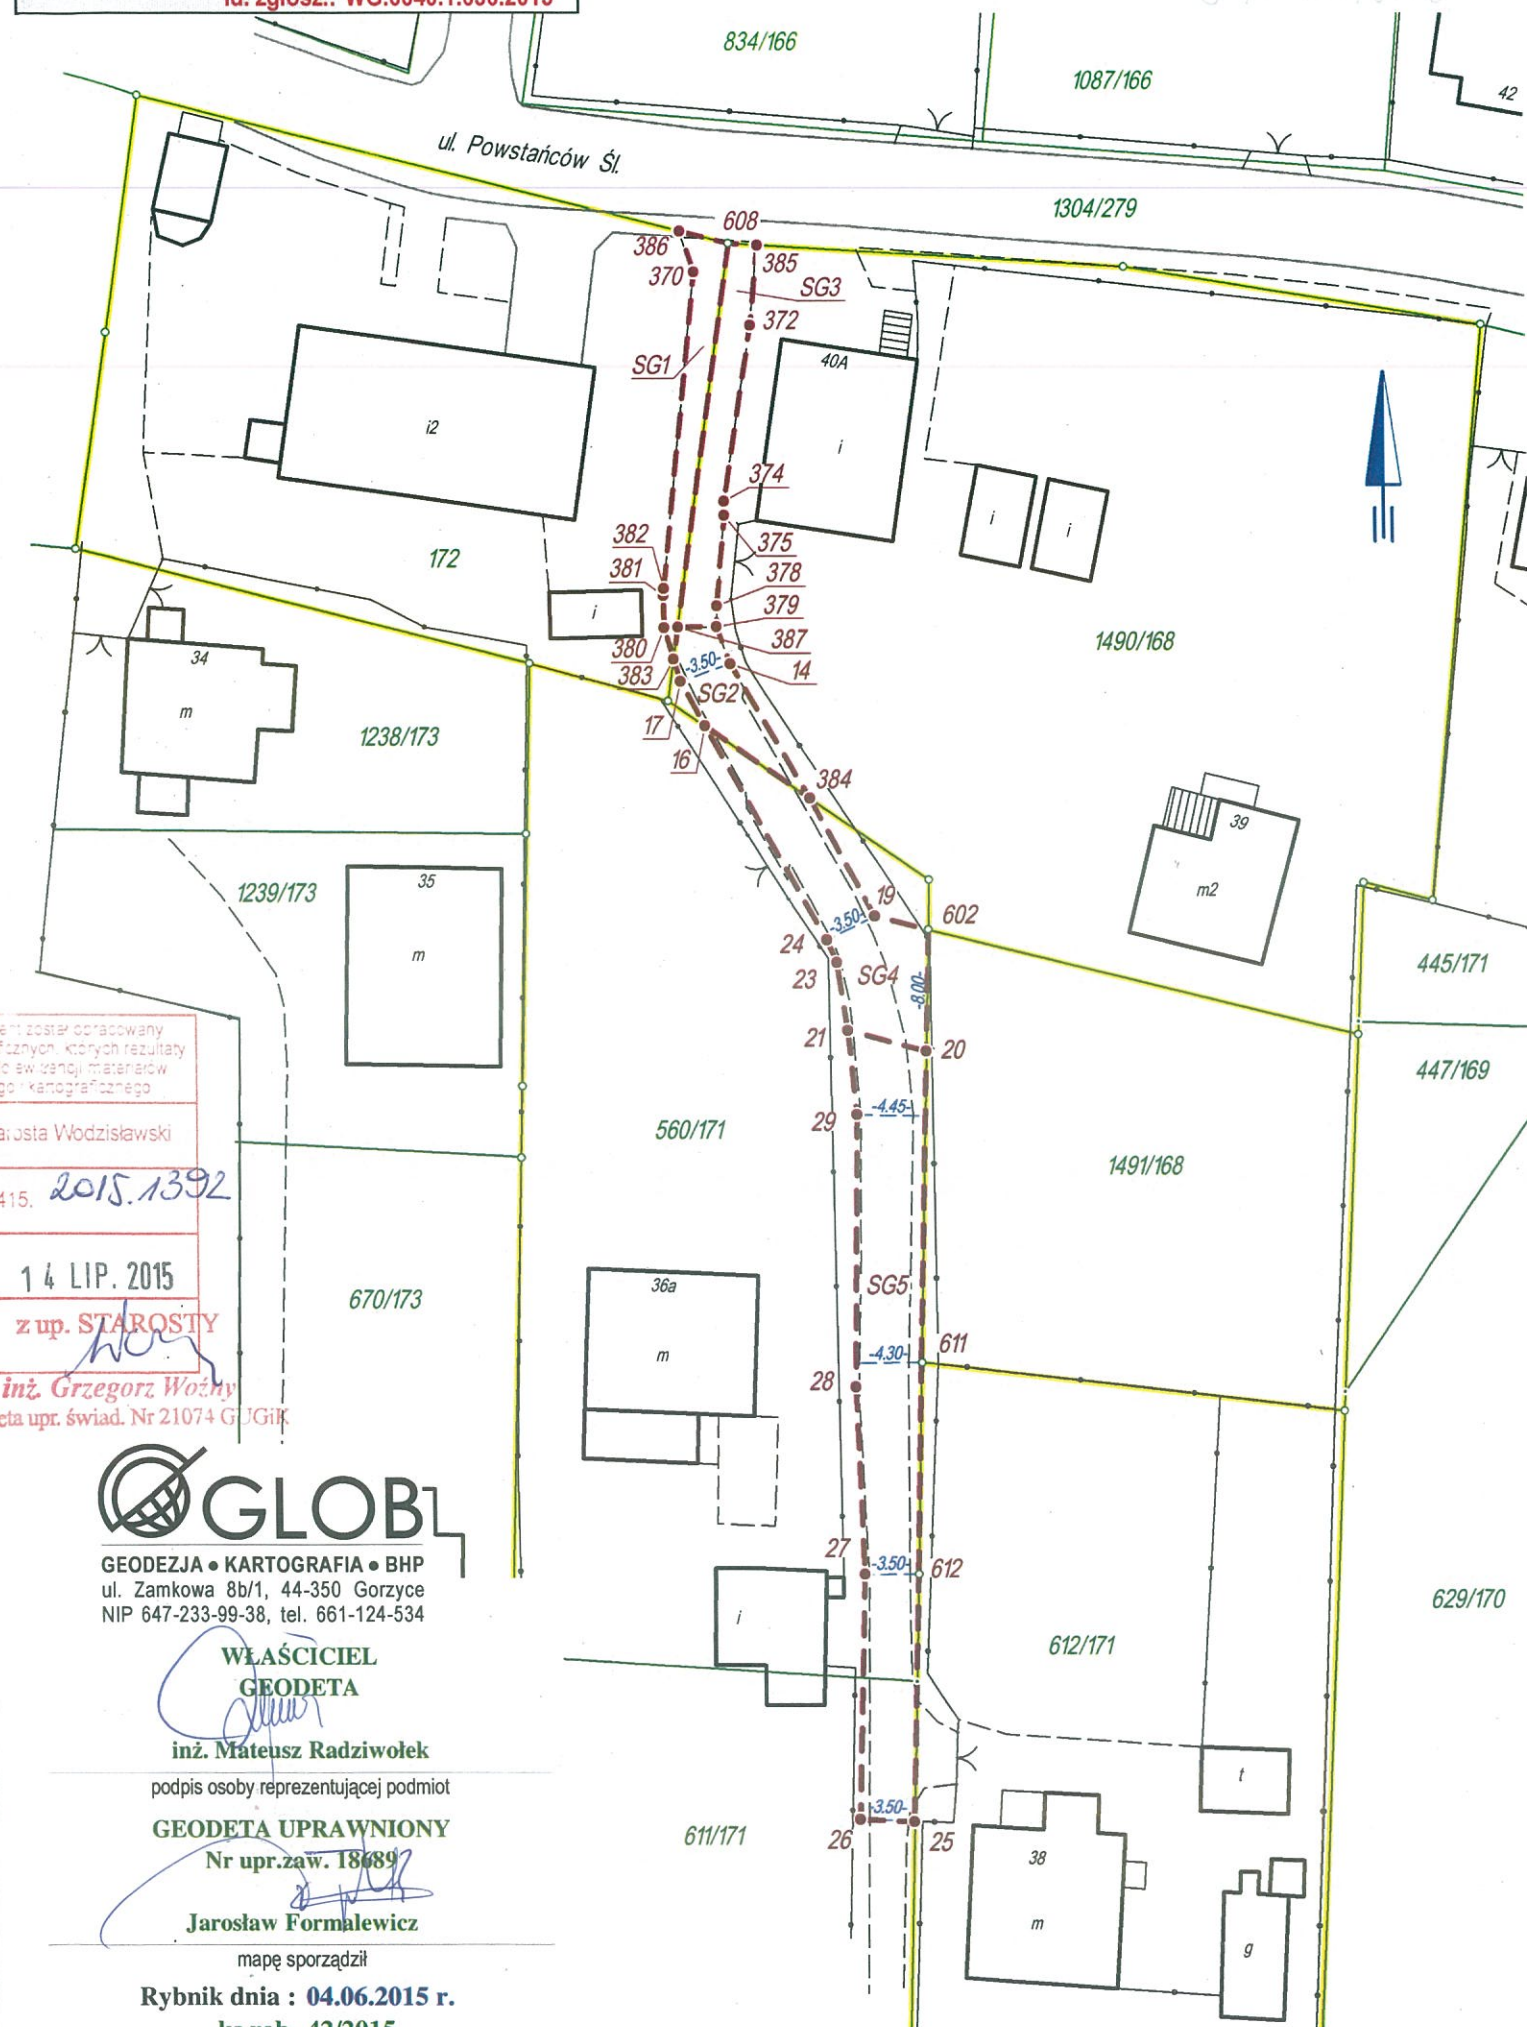 834/166
1087/166
42
ul. Powstańców Śl.
1304/279
608
386
385
370
SG3
372
SG1
40A
i2
i
374
i
i
382
375
172
381
378
i
379
1490/168
380
387
383
-3.50-
14
34
SG2
m
17
1238/173
16
384
39
35
m2
1239/173
19
-3.50-
602
24
m
23
SG4
-8.00-
445/171
21
20
447/169
-4.45-
29
560/171
1491/168
Starosta Wodzisławski
2015.1392
14 LIP. 2015
36a
SG5
670/173
z up. STAROSTY
611
m
-4.30-
28
inż. Grzegorz Woźny
upr. świad. Nr 21074 GUGiK
GLOB
27
-3.50-
612
GEODEZJA • KARTOGRAFIA • BHP
ul. Zamkowa 8b/1, 44-350 Gorzyce
NIP 647-233-99-38, tel. 661-124-534
629/170
i
612/171
WŁAŚCICIEL
GEODETA
inż. Mateusz Radziwołek
podpis osoby reprezentującej podmiot
t
-3.50-
26
25
611/171
GEODETA UPRAWNIONY
Nr upr.zaw. 18689
38
Jarosław Formalewicz
m
g
mapę sporządził
Rybnik dnia : 04.06.2015 r.